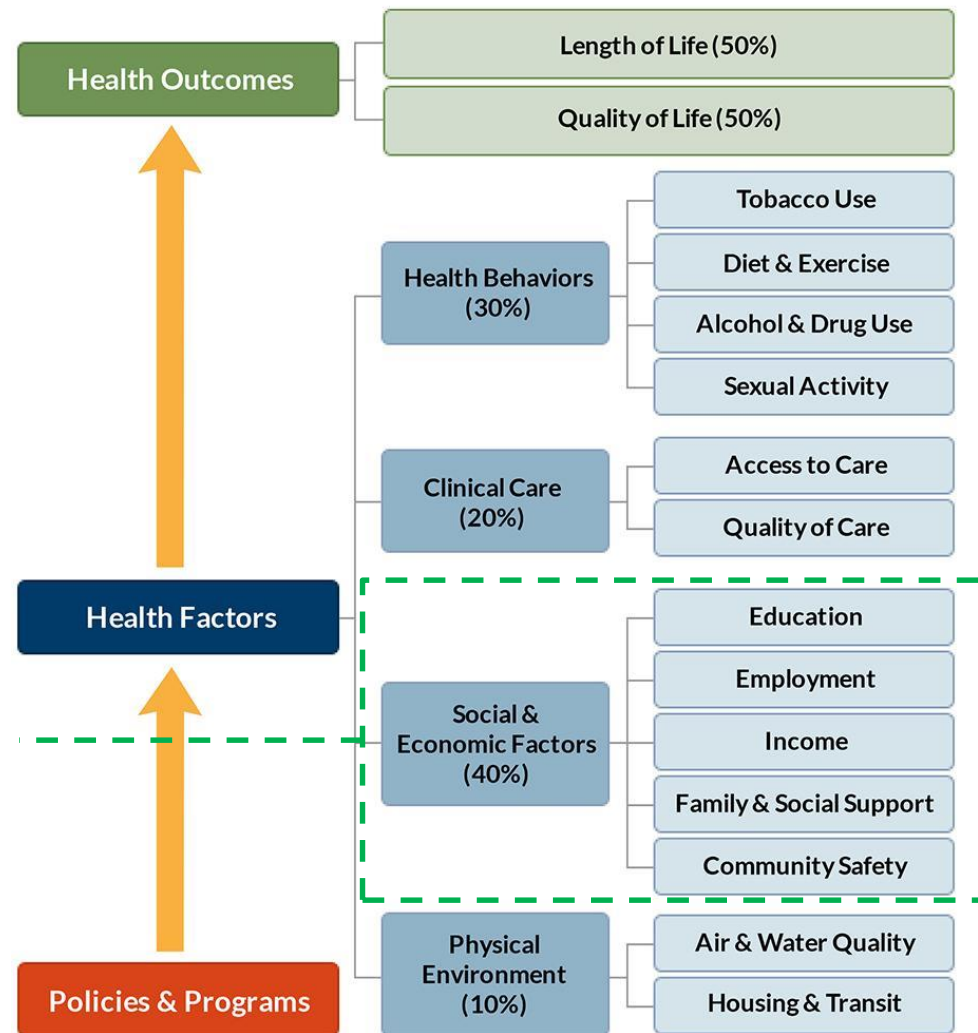 Health Outcomes
Length of Life (50%)
Quality of Life (50%)
Health Behaviors
(30%)
Tobacco Use
Diet & Exercise
Alcohol & Drug Use
Sexual Activity
Clinical Care
(20%)
Access to Care
Quality of Care
Health Factors
Social &
Economic Factors
(40%)
Education
Employment
Income
Family & Social Support
Community Safety
Physical
Environment
(10%)
Air & Water Quality
Housing & Transit
Policies & Programs